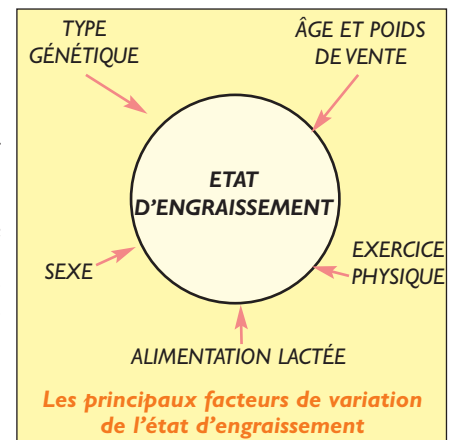 TYPE
GÉNÉTIQUE
ÂGE ET POIDS
DE VENTE
ETAT
D'ENGRAISSEMENT
SEXE
EXERCICE
PHYSIQUE
ALIMENTATION LACTÉE
Les principaux facteurs de variation
de l'état d'engraissement